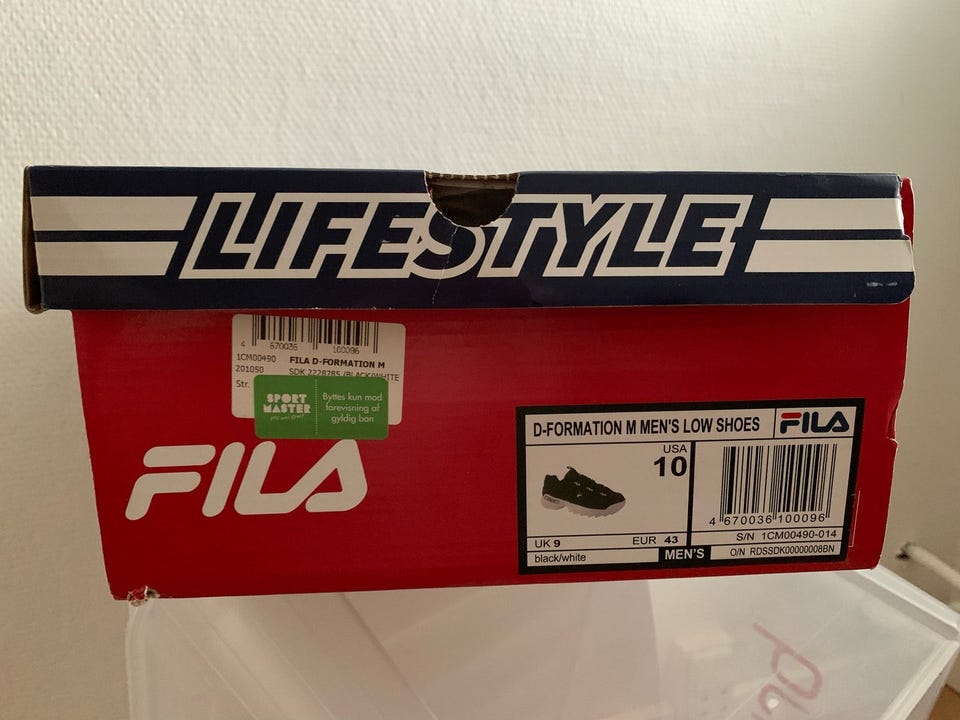 LIFESTYLE
4 670036 100096
1CM00490 FILA D-FORMATION M
201050 SDK 2228785 /BLACK/WHITE
Str.
SPORT
MASTER
Byttes kun mod
forevisning af
gyldig bon
FILA
D-FORMATION M MEN'S LOW SHOES FILA
USA
10
4 670036 100096
UK 9 EUR 43
S/N 1CM00490-014
black/white MEN'S O/N RDSSDK00000008BN